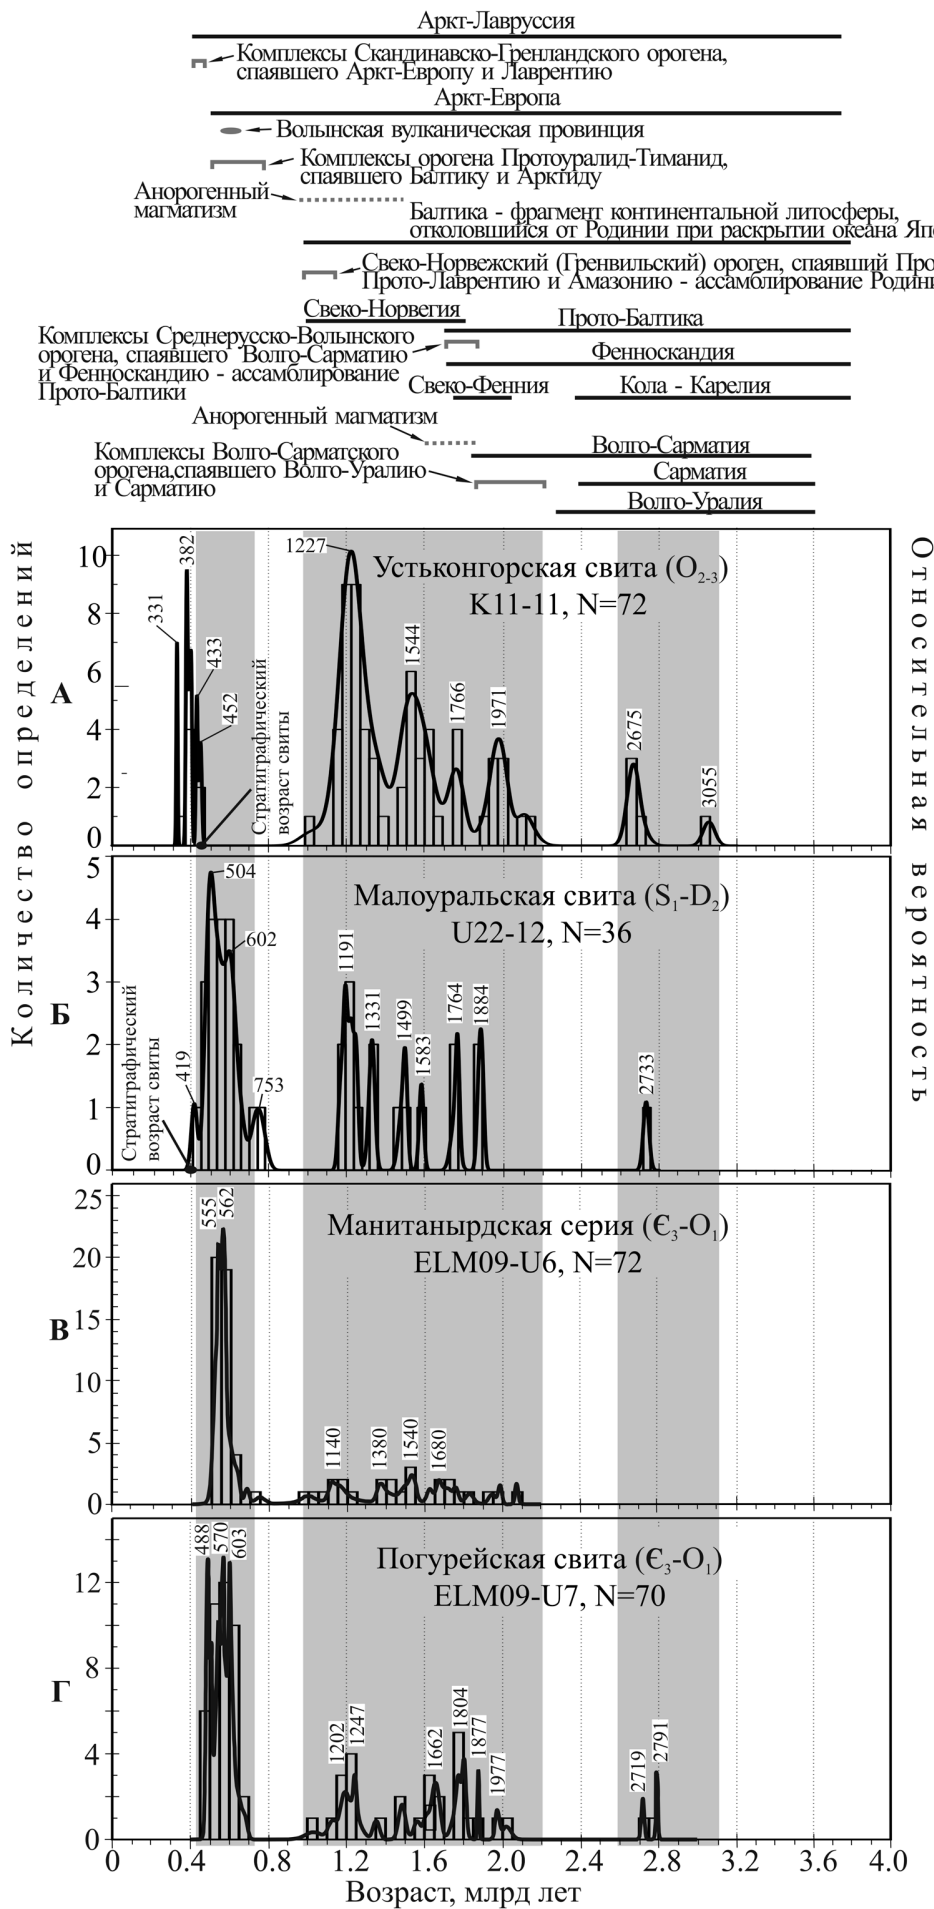 Аркт-Лавруссия
Комплексы Скандинавско-Гренландского орогена,
спаявшего Аркт-Европу и Лаврентию
Аркт-Европа
Волынская вулканическая провинция
Комплексы орогена Протоуралид-Тиманид,
спаявшего Балтику и Арктиду
Анорогенный
магматизм
Балтика - фрагмент континентальной литосферы,
отколовшийся от Родинии при раскрытии океана Япе
Свеко-Норвежский (Гренвильский) ороген, спаявший Про
Прото-Лаврентию и Амазонию - ассамблирование Родини
Свеко-Норвегия
Прото-Балтика
Комплексы Среднерусско-Волынского
орогена, спаявшего Волго-Сарматию
и Фенноскандию - ассамблирование
Прото-Балтики
Фенноскандия
Свеко-Фенния
Кола - Карелия
Анорогенный магматизм
Волго-Сарматия
Комплексы Волго-Сарматского
орогена,спаявшего Волго-Уралию
и Сарматию
Сарматия
Волго-Уралия
Количество определений
Относительная вероятность
А
10
8
6
4
2
0
Устьконгорская свита (O2-3)
K11-11, N=72
331
382
433
452
Стратиграфический
возраст свиты
1227
1544
1766
1971
2675
3055
Б
5
4
3
2
1
0
Малоуральская свита (S1-D2)
U22-12, N=36
Стратиграфический
возраст свиты
419
504
602
753
1191
1331
1499
1583
1764
1884
2733
В
25
20
15
10
5
0
Манитанырдская серия (Є3-O1)
ELM09-U6, N=72
555
562
1140
1380
1540
1680
Г
12
8
4
0
Погурейская свита (Є3-O1)
ELM09-U7, N=70
488
570
603
1202
1247
1662
1804
1877
1977
2719
2791
0 0.4 0.8 1.2 1.6 2.0 2.4 2.8 3.2 3.6 4.0
Возраст, млрд лет